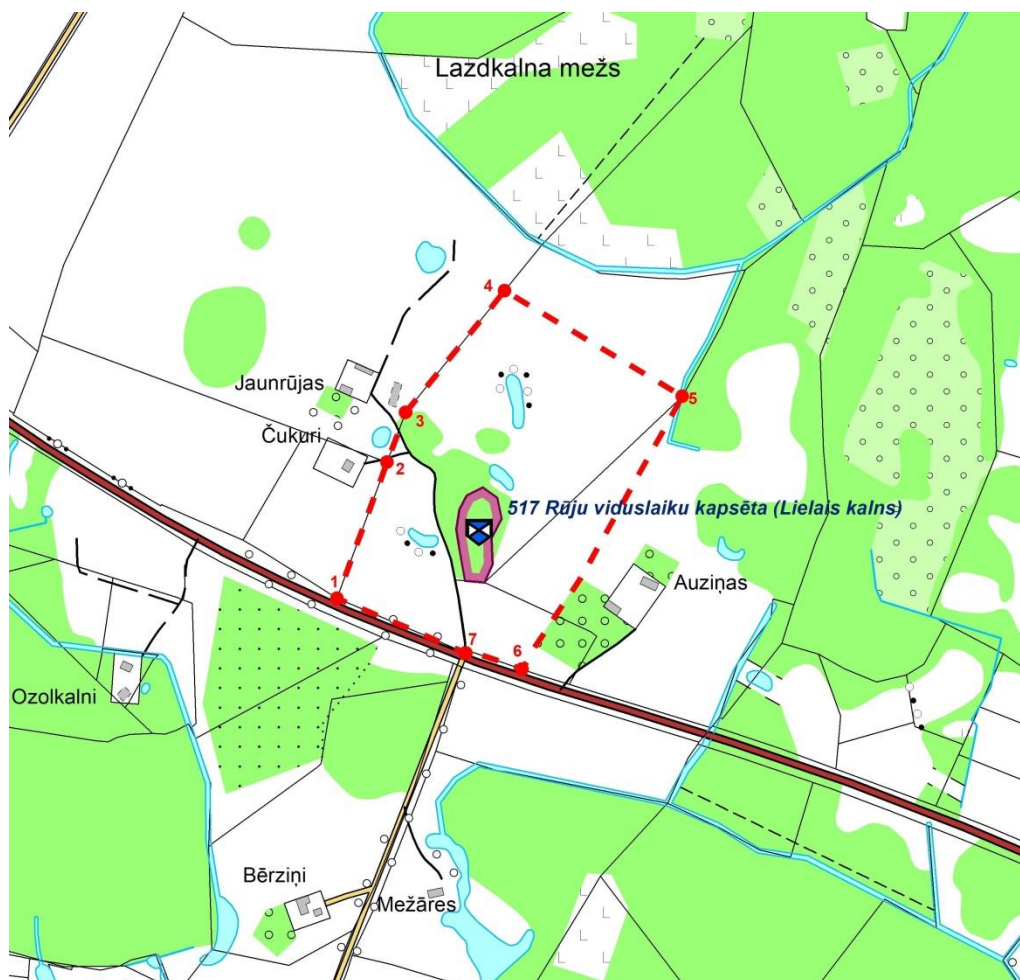 Lazdkalna mežs
4
Jaunrūjas
3
5
Čukuri
2
517 Rūju viduslaiku kapsēta (Lielais kalns)
Auziņas
1
7
6
Ozolkalni
Bērziņi
Mežāres